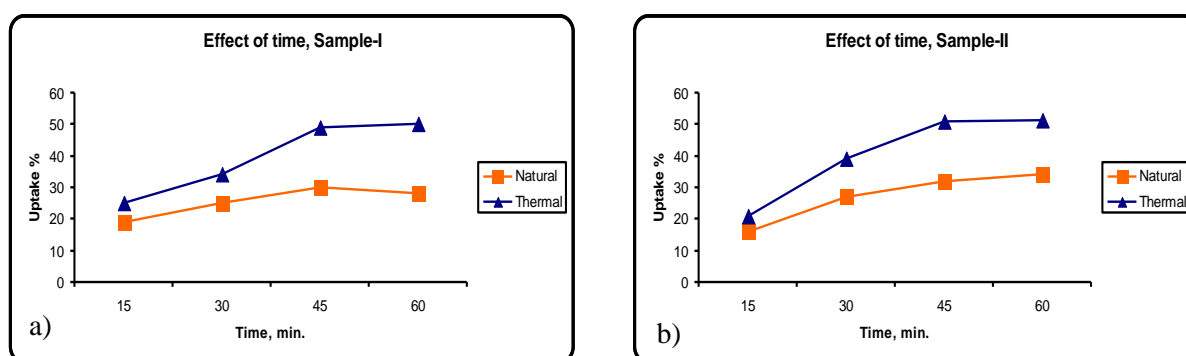 Effect of time, Sample-I
60
50
40
30
20
10
0
Uptake %
15 30 45 60
Time, min.
Natural
Thermal
a)
Effect of time, Sample-II
60
50
40
30
20
10
0
Uptake %
15 30 45 60
Time, min.
Natural
Thermal
b)